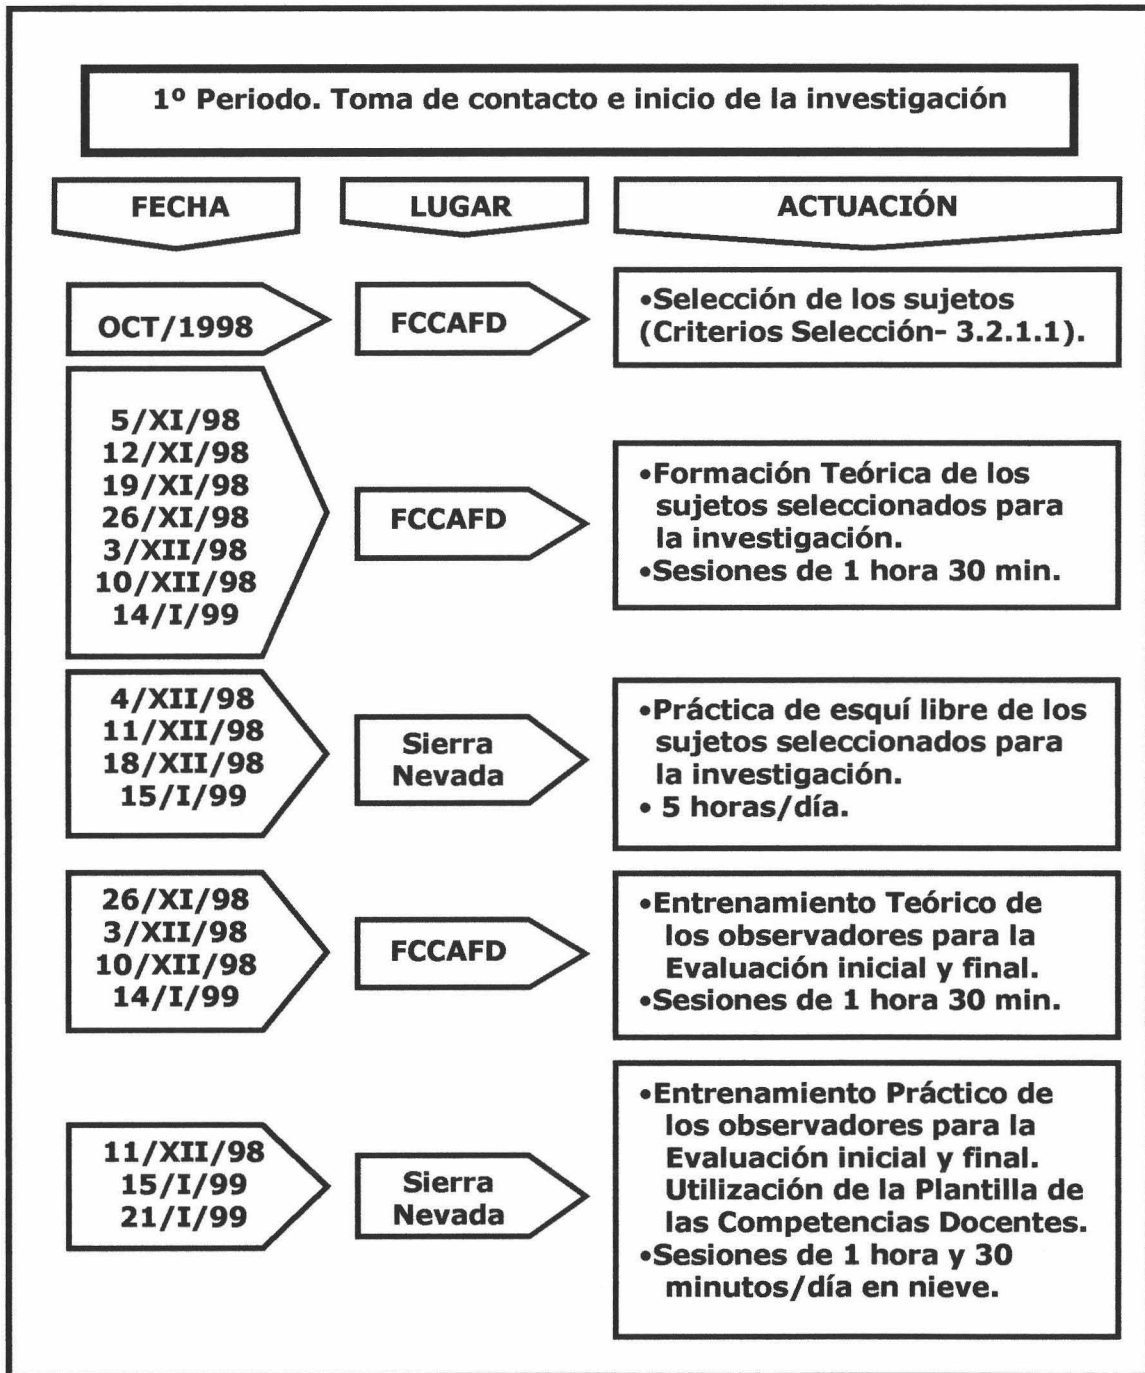 1º Periodo. Toma de contacto e inicio de la investigación
FECHA
LUGAR
ACTUACIÓN
OCT/1998
FCCAFD
•Selección de los sujetos
(Criterios Selección- 3.2.1.1).
5/XI/98
12/XI/98
19/XI/98
26/XI/98
3/XII/98
10/XII/98
14/I/99
FCCAFD
•Formación Teórica de los
sujetos seleccionados para
la investigación.
•Sesiones de 1 hora 30 min.
4/XII/98
11/XII/98
18/XII/98
15/I/99
Sierra
Nevada
•Práctica de esquí libre de los
sujetos seleccionados para
la investigación.
• 5 horas/día.
26/XI/98
3/XII/98
10/XII/98
14/I/99
FCCAFD
•Entrenamiento Teórico de
los observadores para la
Evaluación inicial y final.
•Sesiones de 1 hora 30 min.
11/XII/98
15/I/99
21/I/99
Sierra
Nevada
•Entrenamiento Práctico de
los observadores para la
Evaluación inicial y final.
Utilización de la Plantilla de
las Competencias Docentes.
•Sesiones de 1 hora y 30
minutos/día en nieve.